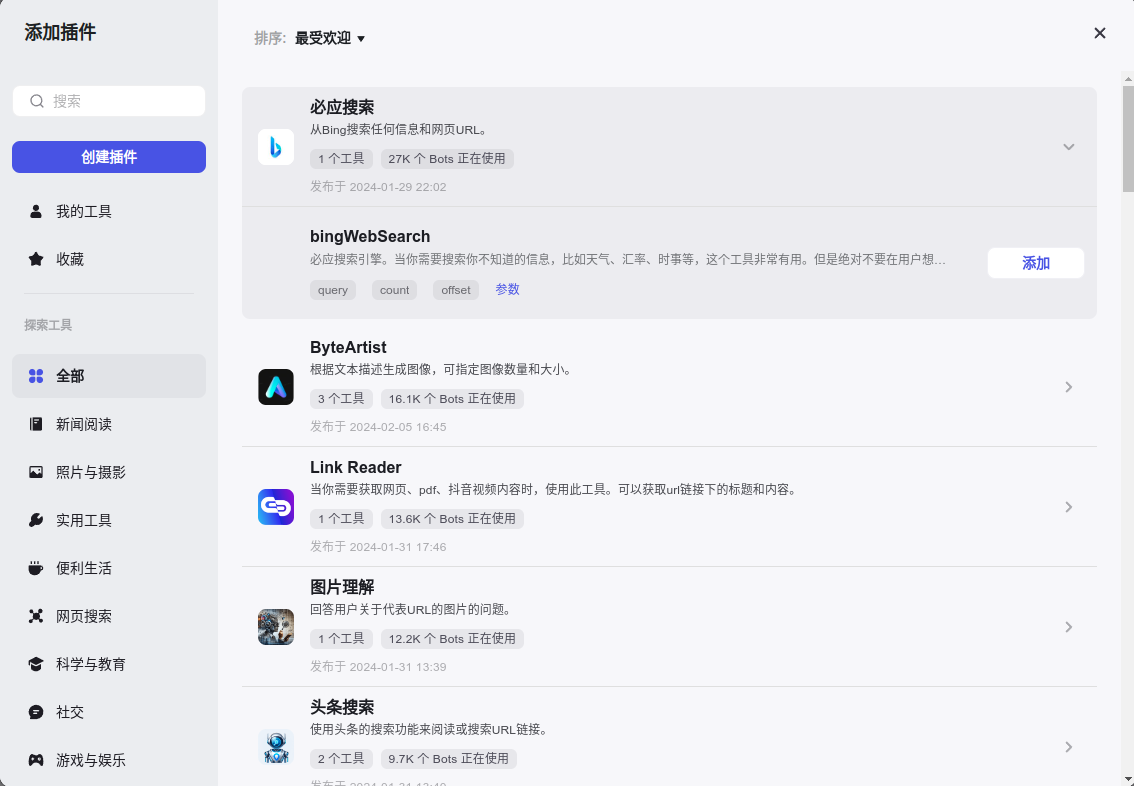 添加插件
搜索
创建插件
我的工具
收藏
探索工具
全部
新闻阅读
照片与摄影
实用工具
便利生活
网页搜索
科学与教育
社交
游戏与娱乐
排序: 最受欢迎
必应搜索
从Bing搜索任何信息和网页URL。
1 个工具 27K 个 Bots 正在使用
发布于 2024-01-29 22:02
bingWebSearch
必应搜索引擎。当你需要搜索你不知道的信息，比如天气、汇率、时事等，这个工具非常有用。但是绝对不要在用户想…
添加
query count offset 参数
ByteArtist
根据文本描述生成图像，可指定图像数量和大小。
3 个工具 16.1K 个 Bots 正在使用
发布于 2024-02-05 16:45
Link Reader
当你需要获取网页、pdf、抖音视频内容时，使用此工具。可以获取url链接下的标题和内容。
1 个工具 13.6K 个 Bots 正在使用
发布于 2024-01-31 17:46
图片理解
回答用户关于代表URL的图片的问题。
1 个工具 12.2K 个 Bots 正在使用
发布于 2024-01-31 13:39
头条搜索
使用头条的搜索功能来阅读或搜索URL链接。
2 个工具 9.7K 个 Bots 正在使用